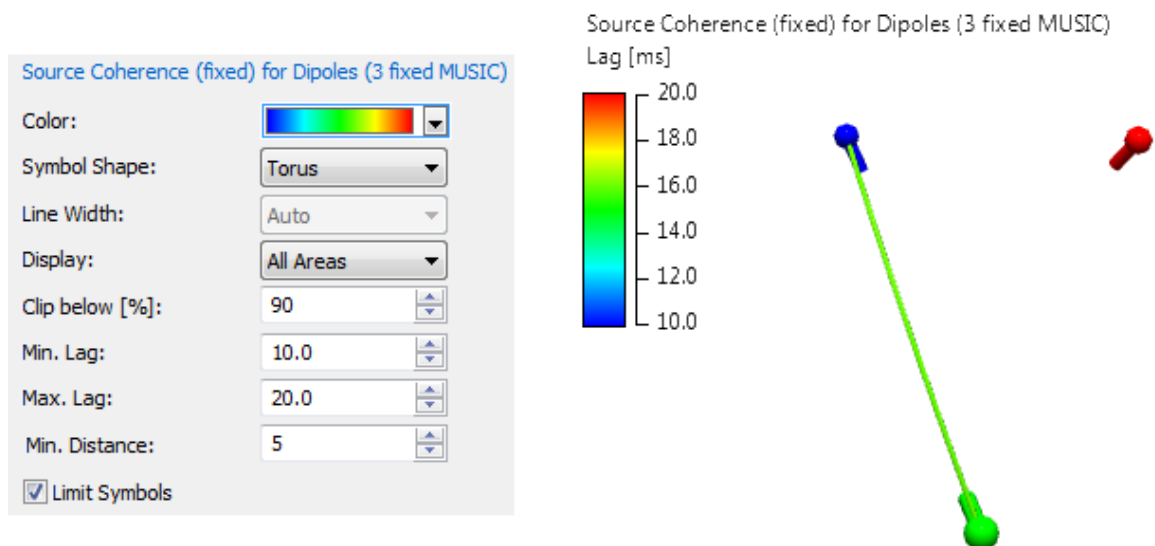 Source Coherence (fixed) for Dipoles (3 fixed MUSIC)
Color:
Symbol Shape: Torus
Line Width: Auto
Display: All Areas
Clip below [%]: 90
Min. Lag: 10.0
Max. Lag: 20.0
Min. Distance: 5
Limit Symbols
Source Coherence (fixed) for Dipoles (3 fixed MUSIC)
Lag [ms]
20.0
18.0
16.0
14.0
12.0
10.0